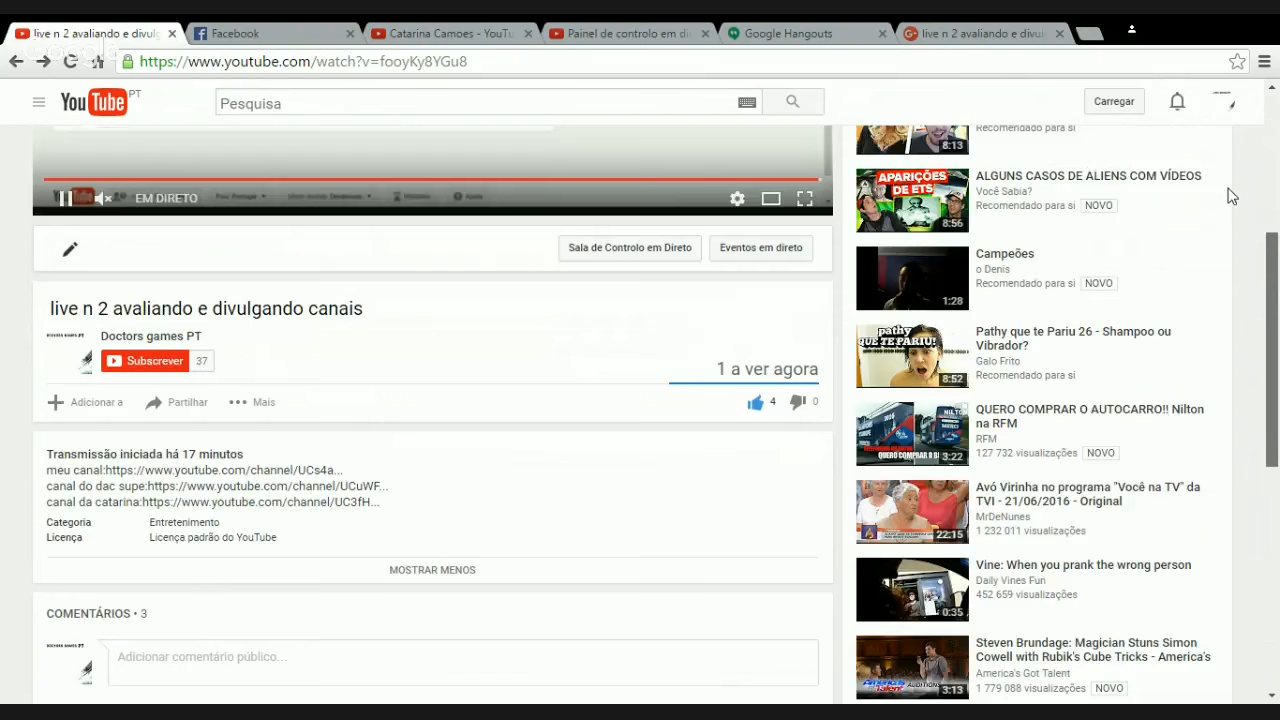 live n 2 avaliando e divulg
Facebook
Catarina Camoes - YouTu
Painel de controlo em di
Google Hangouts
live n 2 avaliando e divul
https://www.youtube.com/watch?v=fooyKy8YGu8
YouTube PT
Pesquisa
Carregar
EM DIRETO
Sala de Controlo em Direto
Eventos em direto
live n 2 avaliando e divulgando canais
Doctors games PT
Subscrever 37
1 a ver agora
Adicionar a
Partilhar
Mais
4
0
Transmissão iniciada há 17 minutos
meu canal:https://www.youtube.com/channel/UCs4a...
canal do dac supe:https://www.youtube.com/channel/UCuWF...
canal da catarina:https://www.youtube.com/channel/UC3fH...
Categoria Entretenimento
Licença Licença padrão do YouTube
MOSTRAR MENOS
COMENTÁRIOS • 3
Adicionar comentário público...
8:13
Recomendado para si
APARIÇÕES
DE ETS
8:56
ALGUNS CASOS DE ALIENS COM VÍDEOS
Você Sabia?
Recomendado para si NOVO
1:28
Campeões
o Denis
Recomendado para si NOVO
pathy
QUE TE PARIU!
8:52
Pathy que te Pariu 26 - Shampoo ou
Vibrador?
Galo Frito
Recomendado para si
3:22
QUERO COMPRAR O AUTOCARRO!! Nilton
na RFM
RFM
127 732 visualizações NOVO
22:15
Avó Virinha no programa "Você na TV" da
TVI - 21/06/2016 - Original
MrDeNunes
1 232 011 visualizações
0:35
Vine: When you prank the wrong person
Daily Vines Fun
452 659 visualizações
3:13
Steven Brundage: Magician Stuns Simon
Cowell with Rubik's Cube Tricks - America's
America's Got Talent
1 779 088 visualizações NOVO